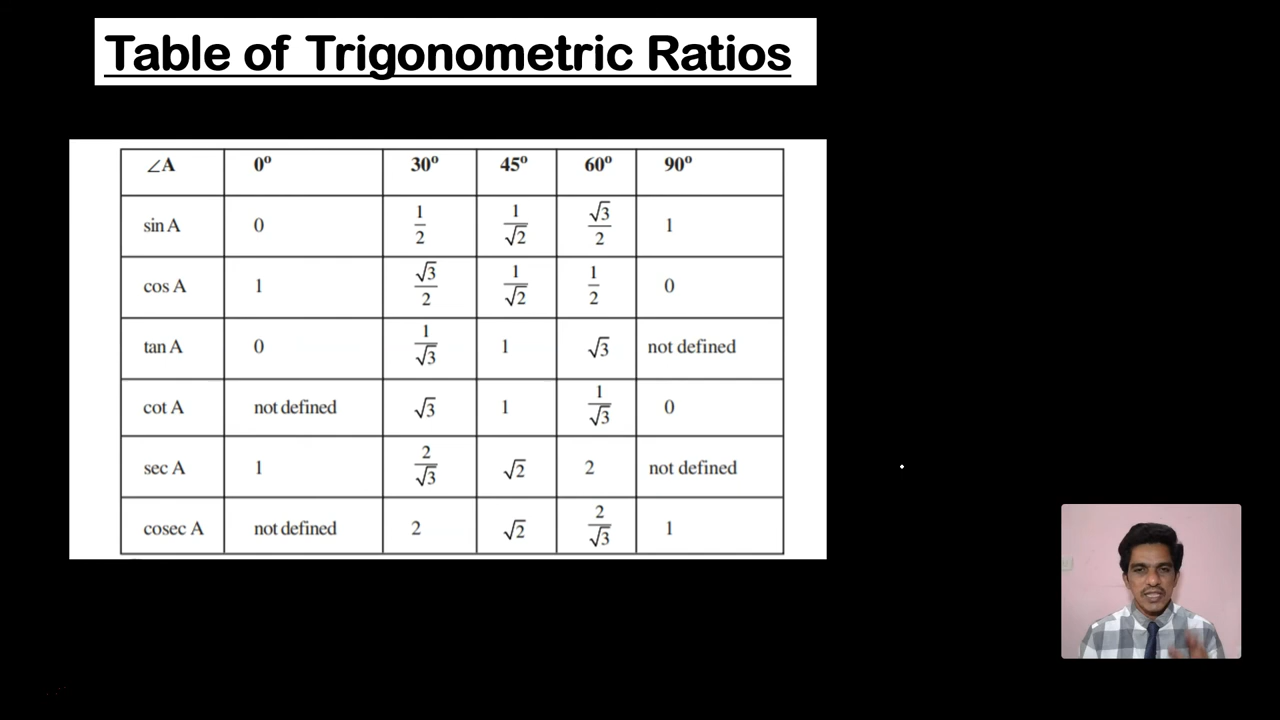 Table of Trigonometric Ratios
∠A 0° 30° 45° 60° 90°
sin A 0 1/2 1/√2 √3/2 1
cos A 1 √3/2 1/√2 1/2 0
tan A 0 1/√3 1 √3 not defined
cot A not defined √3 1 1/√3 0
sec A 1 2/√3 √2 2 not defined
cosec A not defined 2 √2 2/√3 1